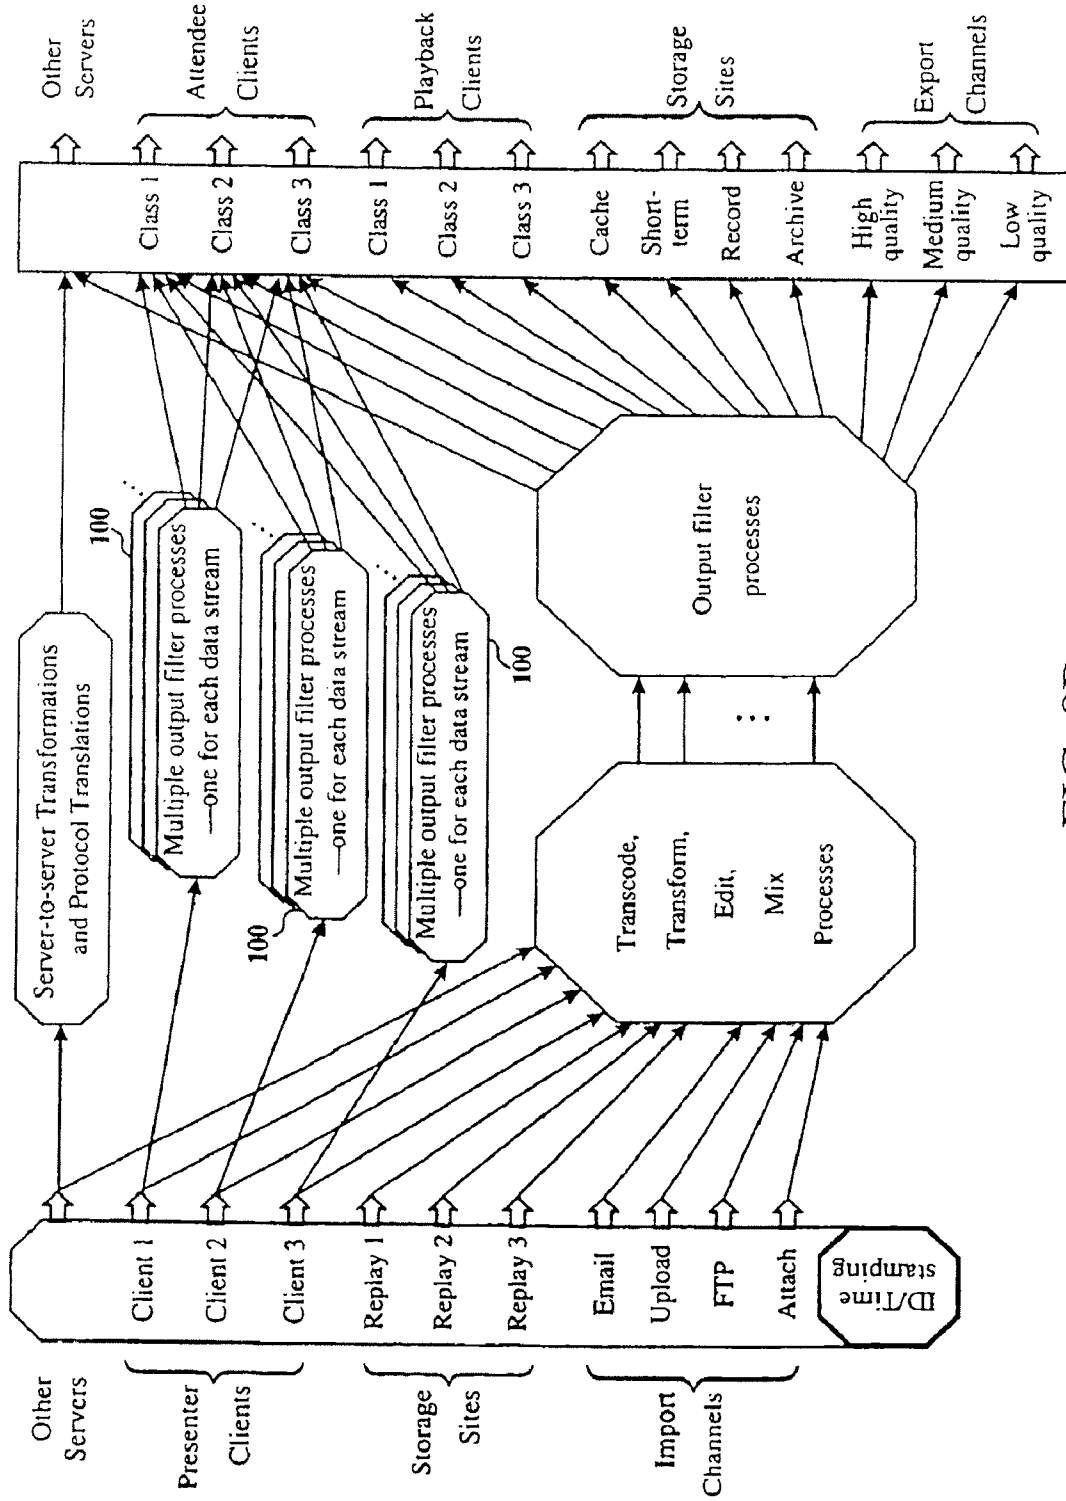 Other
Servers
Presenter
Clients
Storage
Sites
Import
Channels
Client 1
Client 2
Client 3
Replay 1
Replay 2
Replay 3
Email
Upload
FTP
Attach
ID/Time
stamping
Server-to-server Transformations
and Protocol Translations
100
Multiple output filter processes
—one for each data stream
100
Multiple output filter processes
—one for each data stream
100
Multiple output filter processes
—one for each data stream
Transcode,
Transform,
Edit,
Mix
Processes
Output filter
processes
Class 1
Class 2
Class 3
Class 1
Class 2
Class 3
Cache
Short-
term
Record
Archive
High
quality
Medium
quality
Low
quality
Other
Servers
Attendee
Clients
Playback
Clients
Storage
Sites
Export
Channels